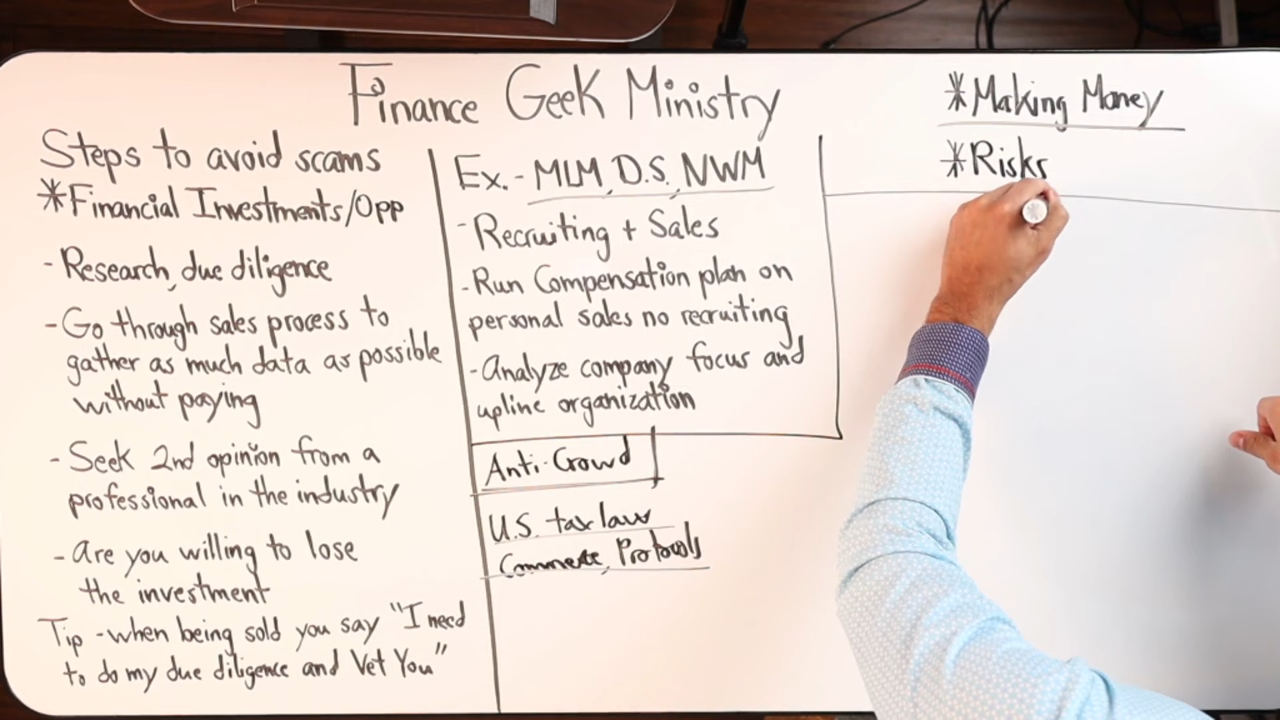 Finance Geek Ministry
Steps to avoid scams
*Financial Investments/Opp
- Research, due diligence
- Go through sales process to
gather as much data as possible
without paying
- Seek 2nd opinion from a
professional in the industry
- Are you willing to lose
the investment
Tip - when being sold you say "I need
to do my due diligence and Vet You"
Ex. - MLM, D.S., NWM
- Recruiting + Sales
- Run Compensation plan on
personal sales no recruiting
- Analyze company focus and
upline organization
Anti-Crowd
U.S. tax law
Protocols
*Making Money
*Risks